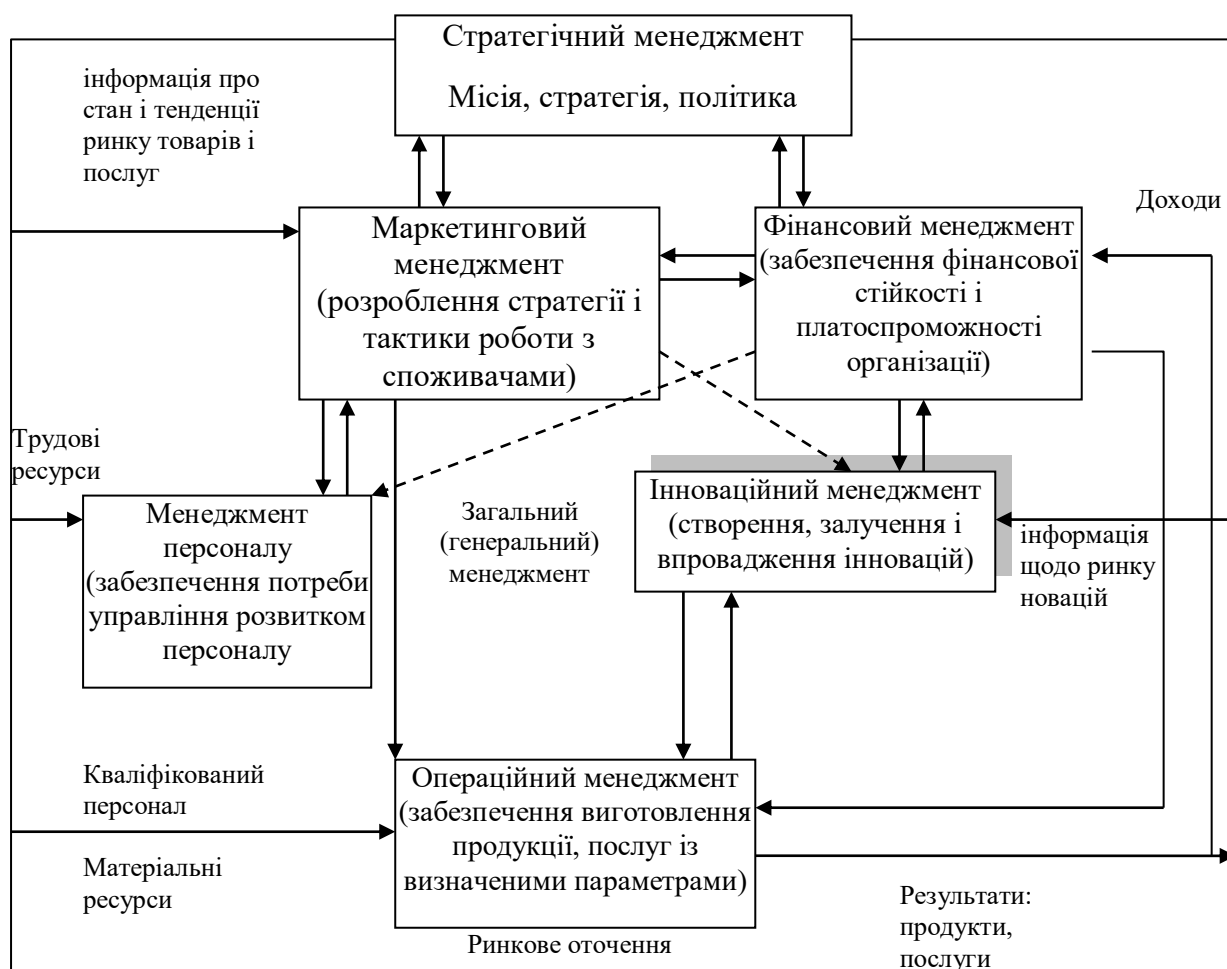 Стратегічний менеджмент
Місія, стратегія, політика
інформація про
стан і тенденції
ринку товарів і
послуг
Маркетинговий
менеджмент
(розроблення стратегії і
тактики роботи з
споживачами)
Фінансовий менеджмент
(забезпечення фінансової
стійкості і
платоспроможності
організації)
Доходи
Трудові
ресурси
Менеджмент
персоналу
(забезпечення потреби
управління розвитком
персоналу
Загальний
(генеральний)
менеджмент
Інноваційний менеджмент
(створення, залучення і
впровадження інновацій)
інформація
щодо ринку
новацій
Кваліфікований
персонал
Матеріальні
ресурси
Операційний менеджмент
(забезпечення виготовлення
продукції, послуг із
визначеними параметрами)
Результати:
продукти,
послуги
Ринкове оточення